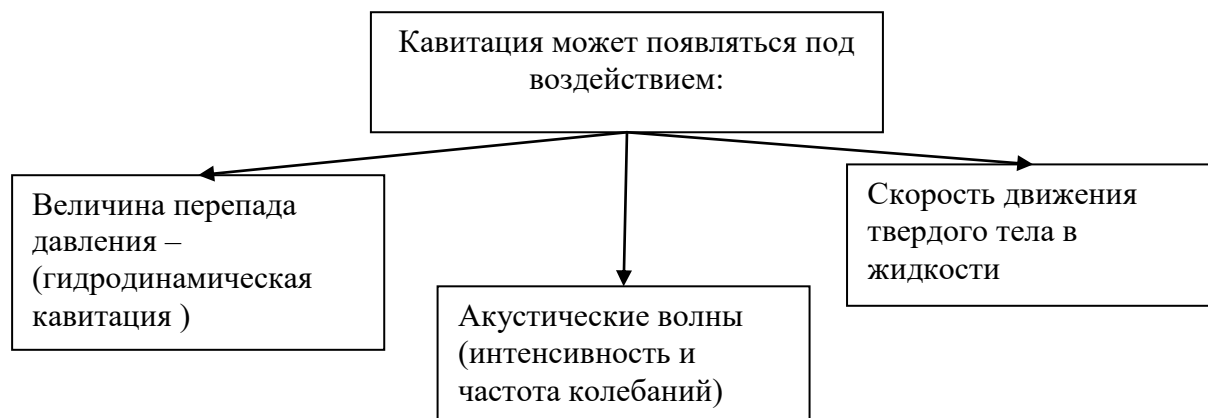 Кавитация может появляться под
воздействием:
Величина перепада
давления –
(гидродинамическая
кавитация )
Акустические волны
(интенсивность и
частота колебаний)
Скорость движения
твердого тела в
жидкости